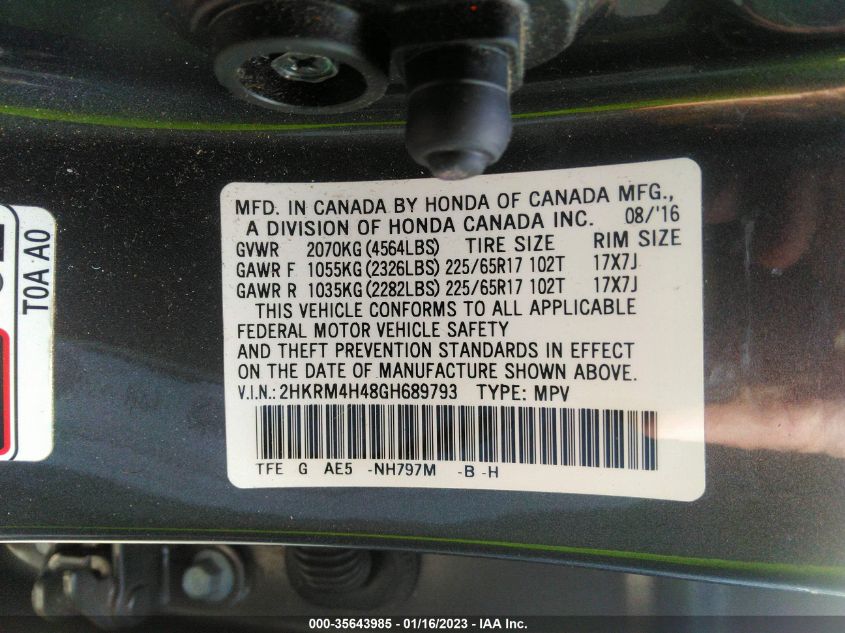 MFD. IN CANADA BY HONDA OF CANADA MFG.,
A DIVISION OF HONDA CANADA INC. 08/'16
GVWR 2070KG(4564LBS) TIRE SIZE RIM SIZE
GAWR F 1055KG(2326LBS) 225/65R17 102T 17X7J
GAWR R 1035KG(2282LBS) 225/65R17 102T 17X7J
THIS VEHICLE CONFORMS TO ALL APPLICABLE
FEDERAL MOTOR VEHICLE SAFETY
AND THEFT PREVENTION STANDARDS IN EFFECT
ON THE DATE OF MANUFACTURE SHOWN ABOVE.
V.I.N.: 2HKRM4H48GH689793 TYPE: MPV
TFE G AE5 -NH797M -B -H
T0A A0
000-35643985 - 01/16/2023 - IAA Inc.